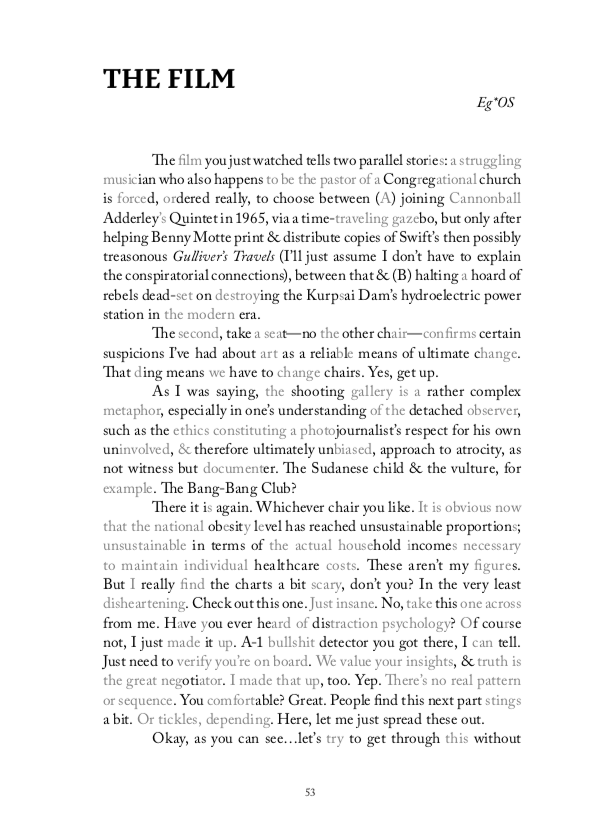 THE FILM
Eg*OS
The film you just watched tells two parallel stories: a struggling
musician who also happens to be the pastor of a Congregational church
is forced, ordered really, to choose between (A) joining Cannonball
Adderley's Quintet in 1965, via a time-traveling gazebo, but only after
helping Benny Motte print & distribute copies of Swift's then possibly
treasonous Gulliver's Travels (I'll just assume I don't have to explain
the conspiratorial connections), between that & (B) halting a hoard of
rebels dead-set on destroying the Kurpsai Dam's hydroelectric power
station in the modern era.
The second, take a seat—no the other chair—confirms certain
suspicions I've had about art as a reliable means of ultimate change.
That ding means we have to change chairs. Yes, get up.
As I was saying, the shooting gallery is a rather complex
metaphor, especially in one's understanding of the detached observer,
such as the ethics constituting a photojournalist's respect for his own
uninvolved, & therefore ultimately unbiased, approach to atrocity, as
not witness but documenter. The Sudanese child & the vulture, for
example. The Bang-Bang Club?
There it is again. Whichever chair you like. It is obvious now
that the national obesity level has reached unsustainable proportions;
unsustainable in terms of the actual household incomes necessary
to maintain individual healthcare costs. These aren't my figures.
But I really find the charts a bit scary, don't you? In the very least
disheartening. Check out this one. Just insane. No, take this one across
from me. Have you ever heard of distraction psychology? Of course
not, I just made it up. A-1 bullshit detector you got there, I can tell.
Just need to verify you're on board. We value your insights, & truth is
the great negotiator. I made that up, too. Yep. There's no real pattern
or sequence. You comfortable? Great. People find this next part stings
a bit. Or tickles, depending. Here, let me just spread these out.
Okay, as you can see…let's try to get through this without
53